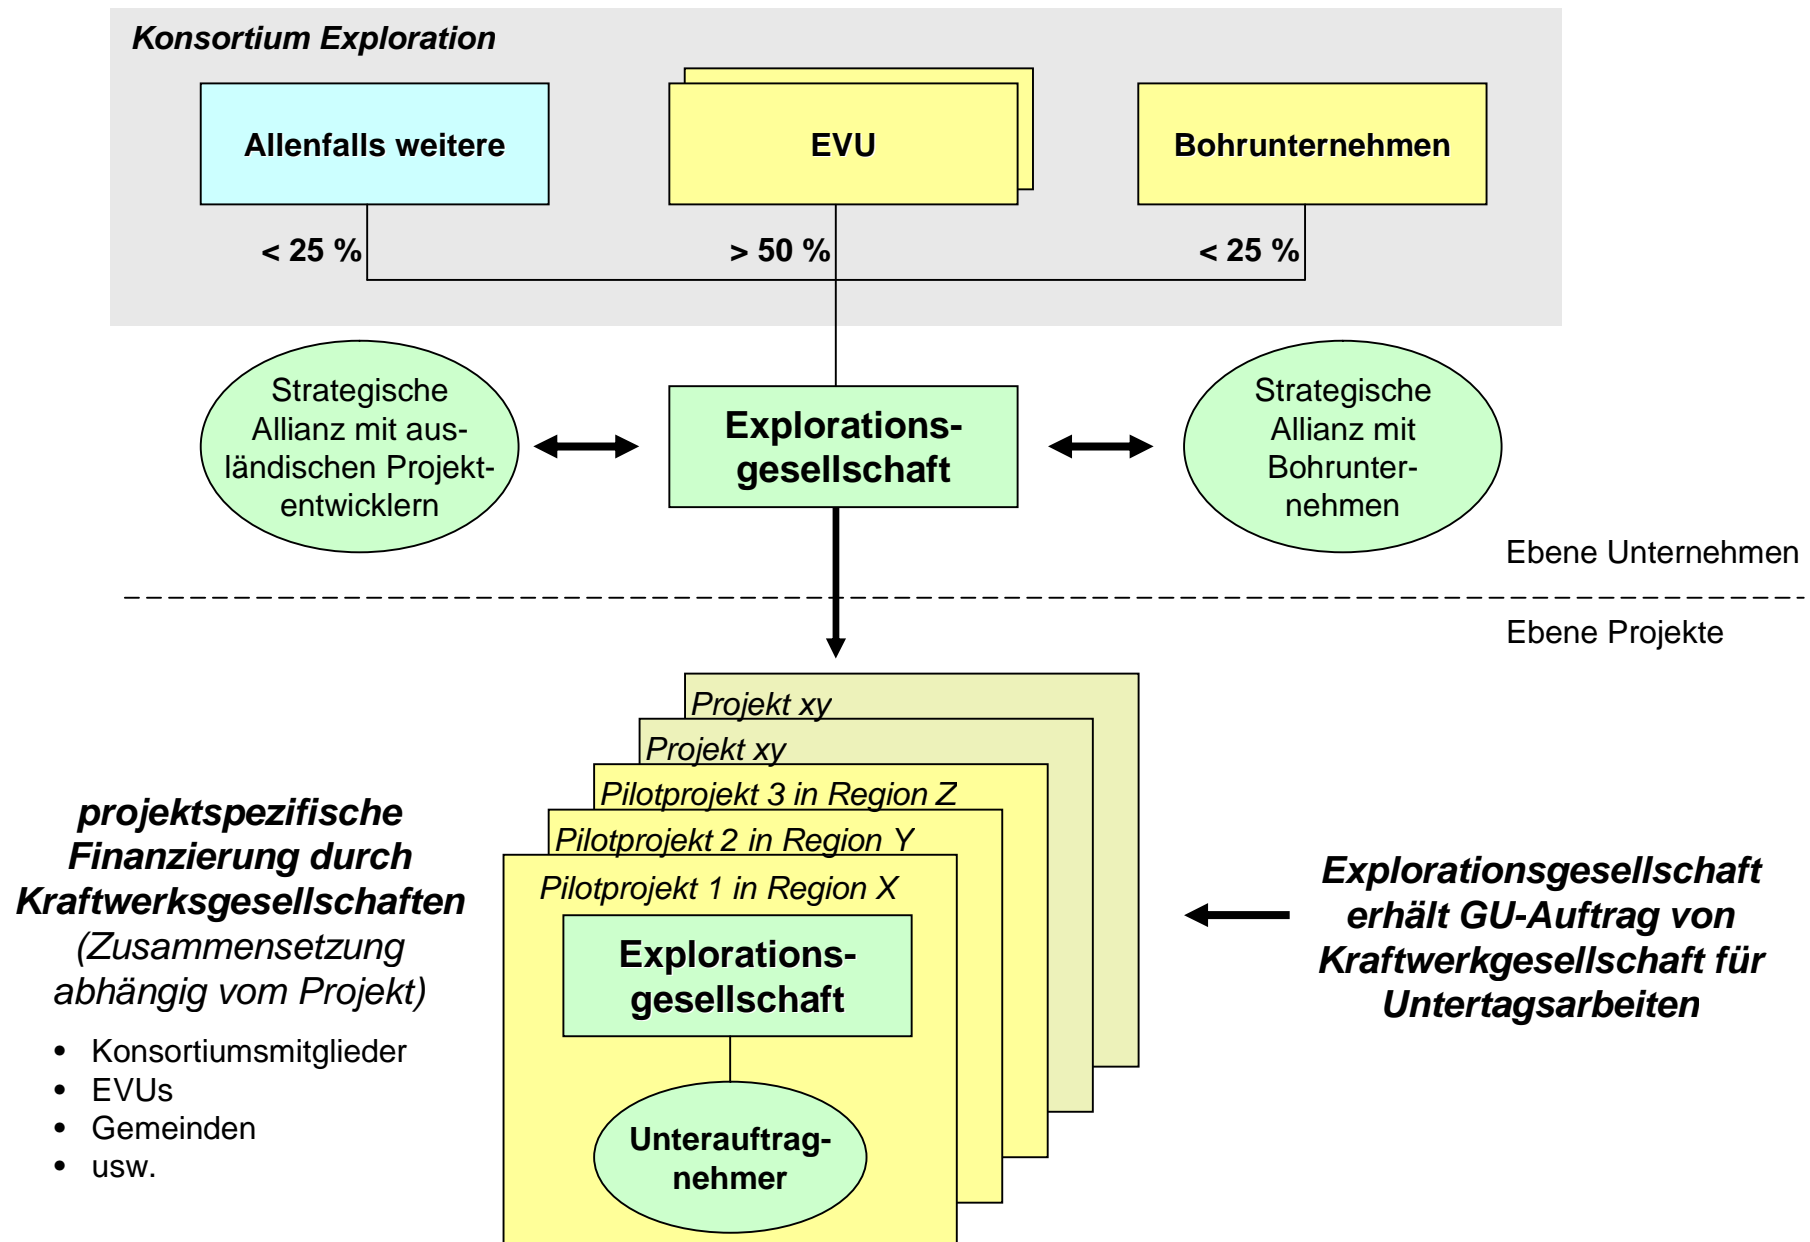 Konsortium Exploration
Allenfalls weitere
EVU
Bohrunternehmen
< 25 %
> 50 %
< 25 %
Strategische
Allianz mit aus-
ländischen Projekt-
entwicklern
Explorations-
gesellschaft
Strategische
Allianz mit
Bohrunter-
nehmen
Ebene Unternehmen
Ebene Projekte
Projekt xy
Projekt xy
Pilotprojekt 3 in Region Z
Pilotprojekt 2 in Region Y
Pilotprojekt 1 in Region X
Explorations-
gesellschaft
Unterauftrag-
nehmer
projektspezifische
Finanzierung durch
Kraftwerksgesellschaften
(Zusammensetzung
abhängig vom Projekt)
• Konsortiumsmitglieder
• EVUs
• Gemeinden
• usw.
Explorationsgesellschaft
erhält GU-Auftrag von
Kraftwerkgesellschaft für
Untertagsarbeiten